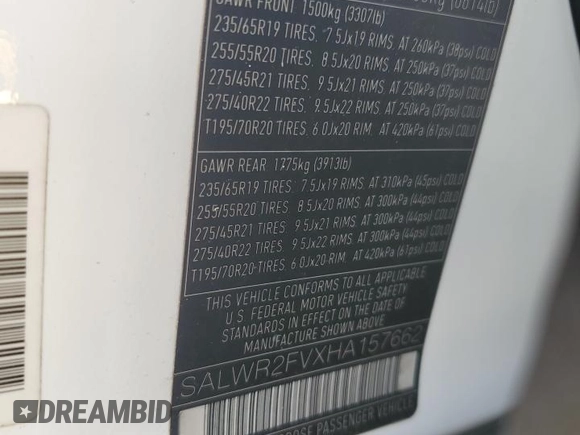 GAWR FRONT 1500kg (3307lb)
235/65R19 TIRES. 7.5Jx19 RIMS. AT 260kPa (38psi) COLD
255/55R20 TIRES. 8.5Jx20 RIMS. AT 250kPa (37psi) COLD
275/45R21 TIRES. 9.5Jx21 RIMS. AT 250kPa (37psi) COLD
275/40R22 TIRES. 9.5Jx22 RIMS. AT 250kPa (37psi) COLD
T195/70R20 TIRES. 6.0Jx20 RIM. AT 420kPa (61psi) COLD
GAWR REAR 1775kg (3913lb)
235/65R19 TIRES. 7.5Jx19 RIMS. AT 310kPa (45psi) COLD
255/55R20 TIRES. 8.5Jx20 RIMS. AT 300kPa (44psi) COLD
275/45R21 TIRES. 9.5Jx21 RIMS. AT 300kPa (44psi) COLD
275/40R22 TIRES. 9.5Jx22 RIMS. AT 300kPa (44psi) COLD
T195/70R20 TIRES. 6.0Jx20 RIM. AT 420kPa (61psi) COLD
THIS VEHICLE CONFORMS TO ALL APPLICABLE
U.S. FEDERAL MOTOR VEHICLE SAFETY
STANDARDS IN EFFECT ON THE DATE OF
MANUFACTURE SHOWN ABOVE
SALWR2FVXHA157662
PASSENGER VEHICLE
DREAMBID